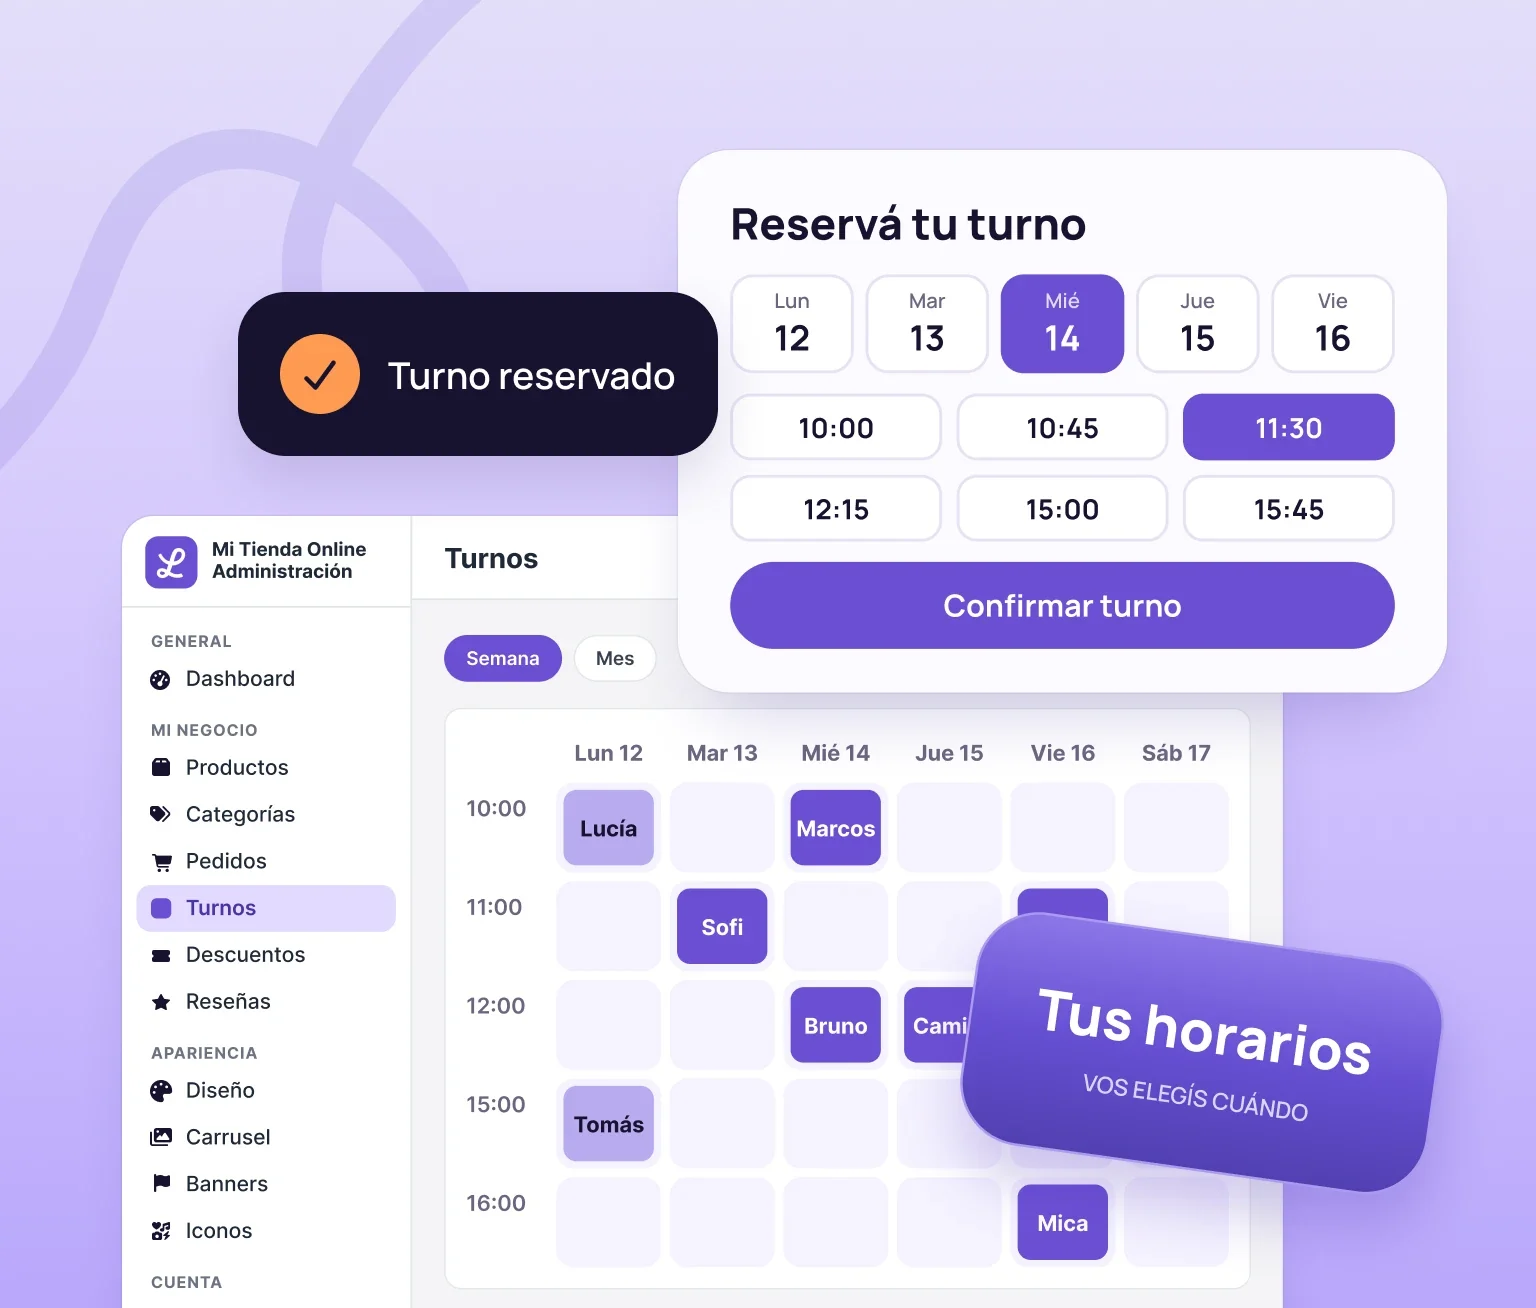 Reservá tu turno
Lun
12
Mar
13
Mié
14
Jue
15
Vie
16
10:00
10:45
11:30
12:15
15:00
15:45
Confirmar turno
Turno reservado
Mi Tienda Online
Administración
GENERAL
Dashboard
MI NEGOCIO
Productos
Categorías
Pedidos
Turnos
Descuentos
Reseñas
APARIENCIA
Diseño
Carrusel
Banners
Iconos
CUENTA
Turnos
Semana
Mes
Lun 12
Mar 13
Mié 14
Jue 15
Vie 16
Sáb 17
10:00
Lucía
Marcos
11:00
Sofi
12:00
Bruno
Cami
15:00
Tomás
16:00
Mica
Tus horarios
VOS ELEGÍS CUÁNDO